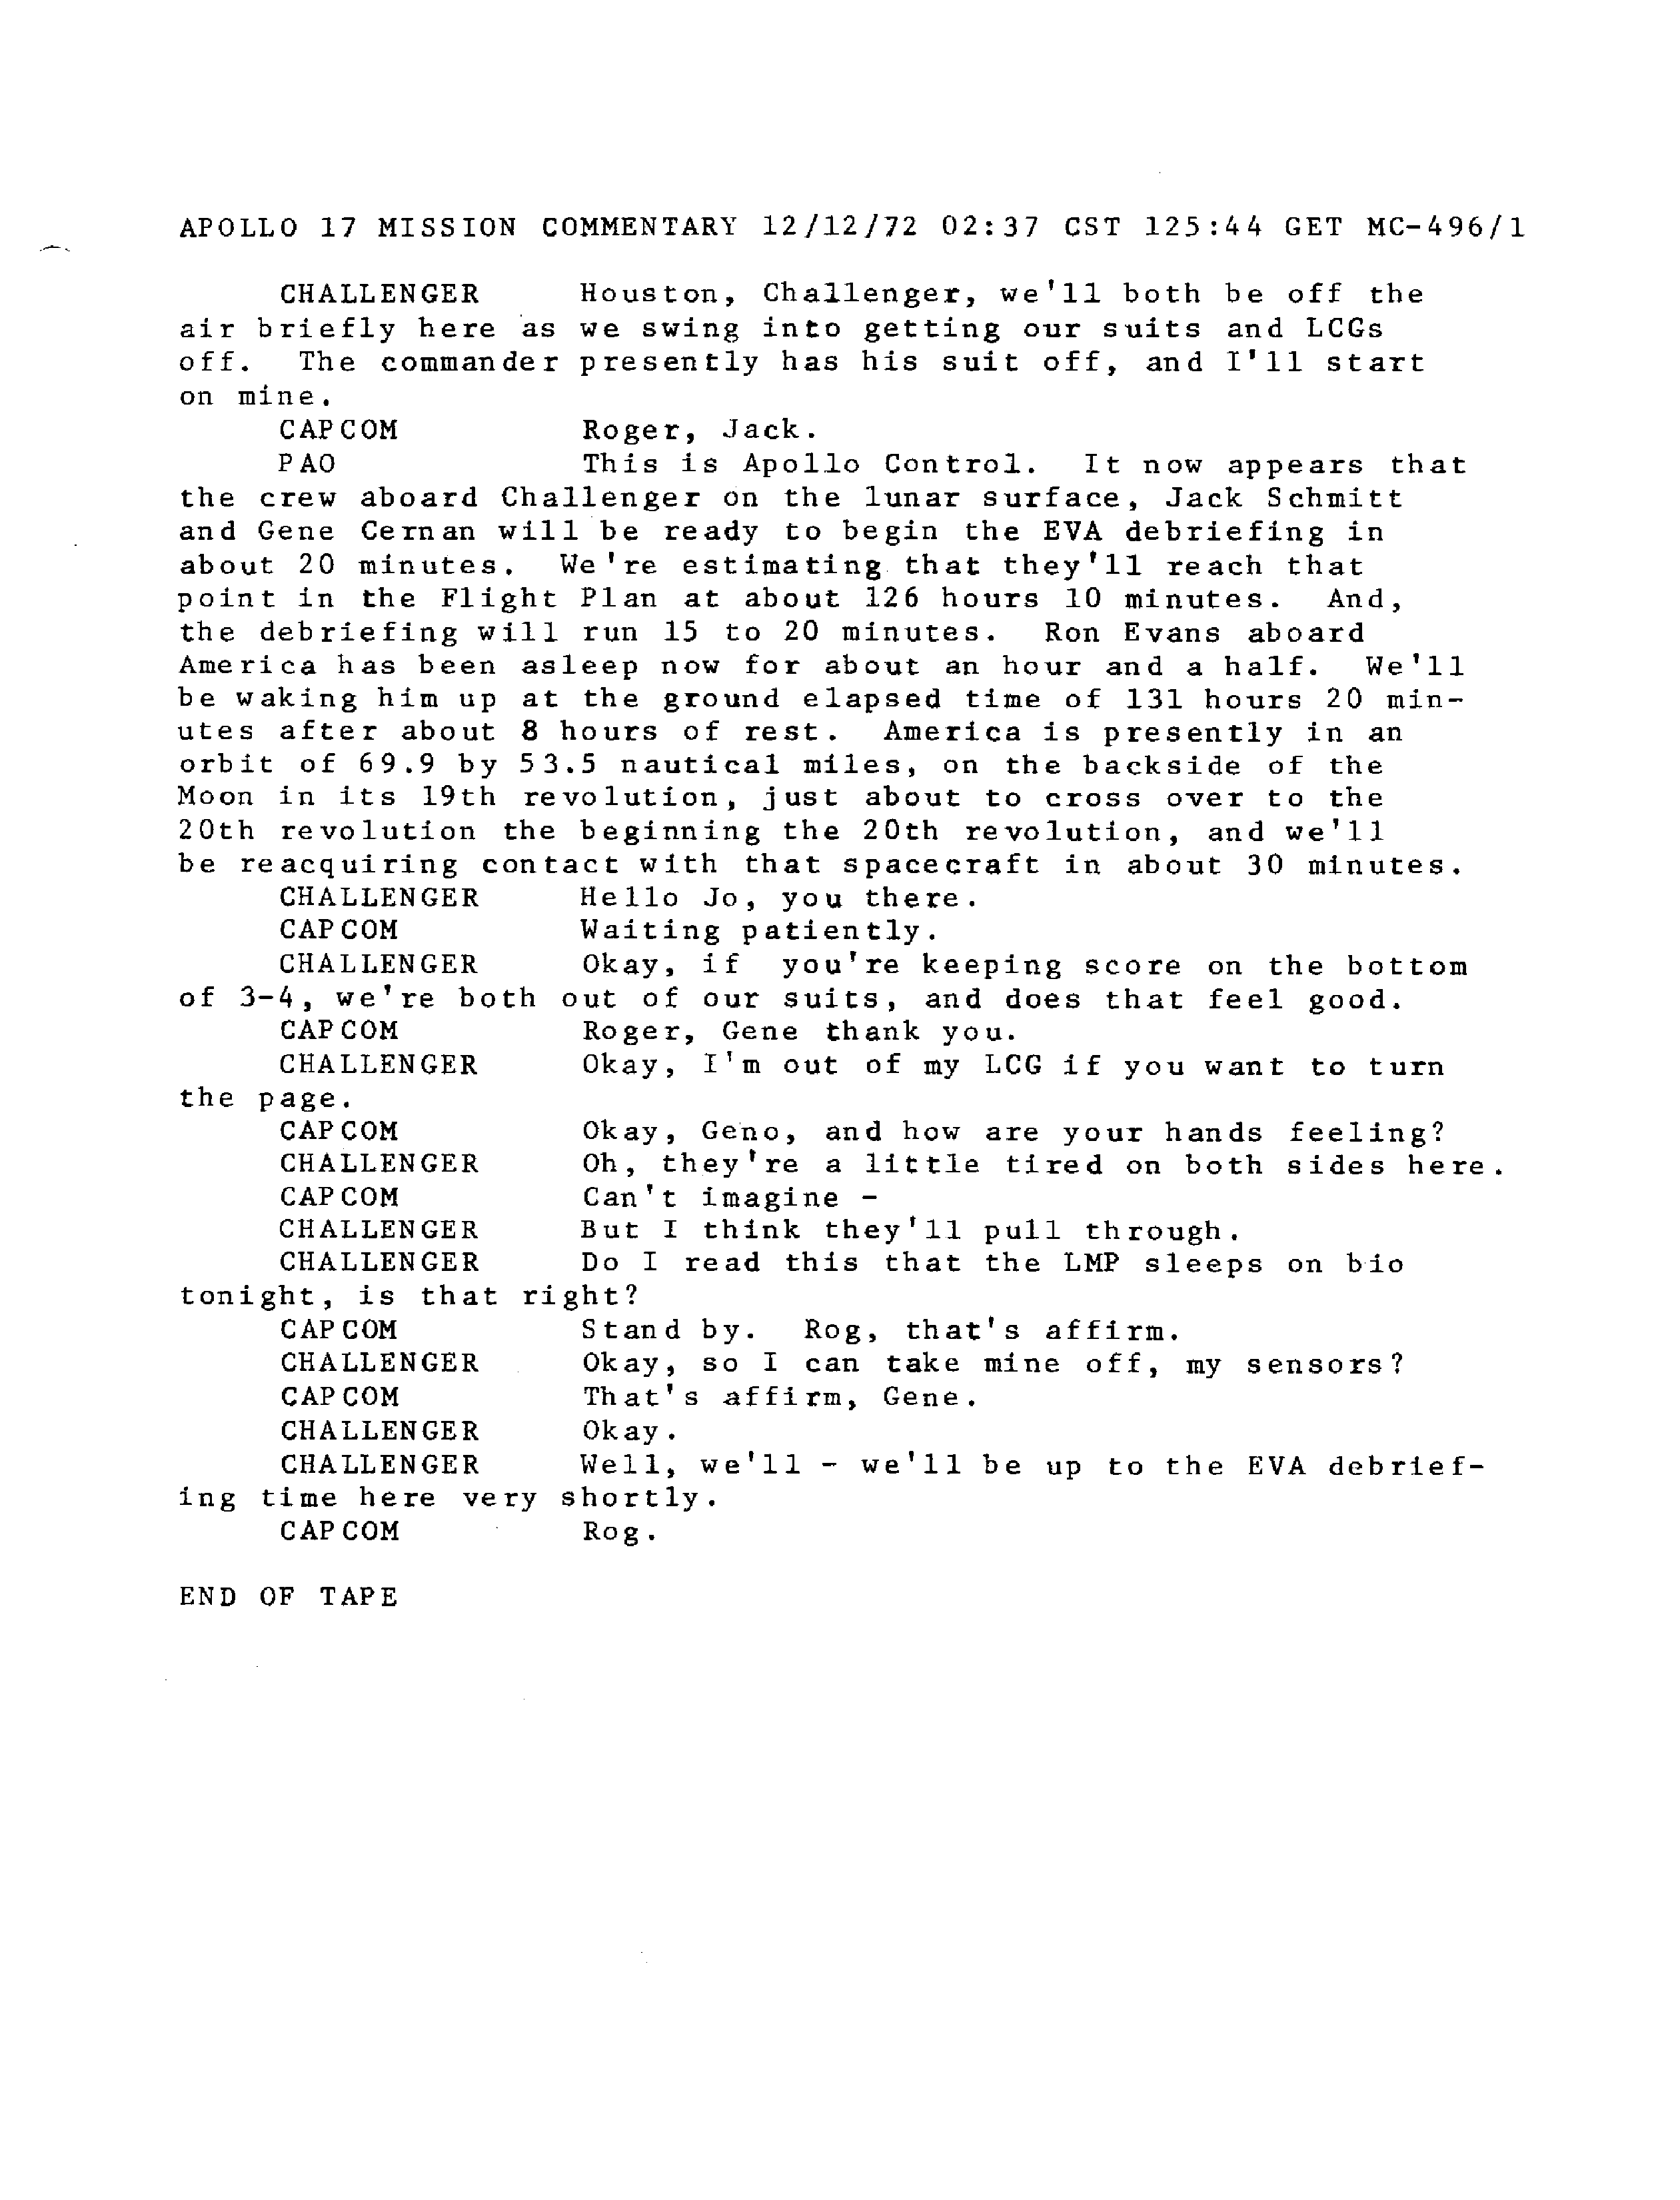 APOLLO 17 MISSION COMMENTARY 12/12/72 02:37 CST 125:44 GET MC-496/1
CHALLENGER Houston, Challenger, we'll both be off the
air briefly here as we swing into getting our suits and LCGs
off. The commander presently has his suit off, and I'll start
on mine.
CAPCOM Roger, Jack.
PAO This is Apollo Control. It now appears that
the crew aboard Challenger on the lunar surface, Jack Schmitt
and Gene Cernan will be ready to begin the EVA debriefing in
about 20 minutes. We're estimating that they'll reach that
point in the Flight Plan at about 126 hours 10 minutes. And,
the debriefing will run 15 to 20 minutes. Ron Evans aboard
America has been asleep now for about an hour and a half. We'll
be waking him up at the ground elapsed time of 131 hours 20 min-
utes after about 8 hours of rest. America is presently in an
orbit of 69.9 by 53.5 nautical miles, on the backside of the
Moon in its 19th revolution, just about to cross over to the
20th revolution the beginning the 20th revolution, and we'll
be reacquiring contact with that spacecraft in about 30 minutes.
CHALLENGER Hello Jo, you there.
CAPCOM Waiting patiently.
CHALLENGER Okay, if you're keeping score on the bottom
of 3-4, we're both out of our suits, and does that feel good.
CAPCOM Roger, Gene thank you.
CHALLENGER Okay, I'm out of my LCG if you want to turn
the page.
CAPCOM Okay, Geno, and how are your hands feeling?
CHALLENGER Oh, they're a little tired on both sides here.
CAPCOM Can't imagine -
CHALLENGER But I think they'll pull through.
CHALLENGER Do I read this that the LMP sleeps on bio
tonight, is that right?
CAPCOM Stand by. Rog, that's affirm.
CHALLENGER Okay, so I can take mine off, my sensors?
CAPCOM That's affirm, Gene.
CHALLENGER Okay.
CHALLENGER Well, we'll - we'll be up to the EVA debrief-
ing time here very shortly.
CAPCOM Rog.
END OF TAPE